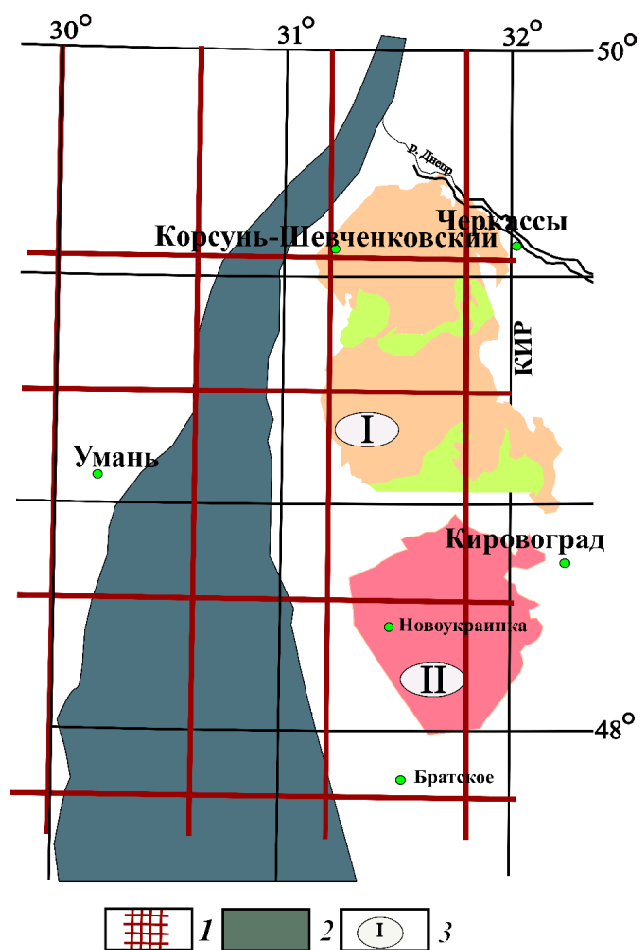 30° 31° 32° 50°
р. Днепр
Черкассы
Корсунь-Шевченковский
КИР
I
Умань
Кировоград
Новоукраинка
II
48°
Братское
1 2 I 3